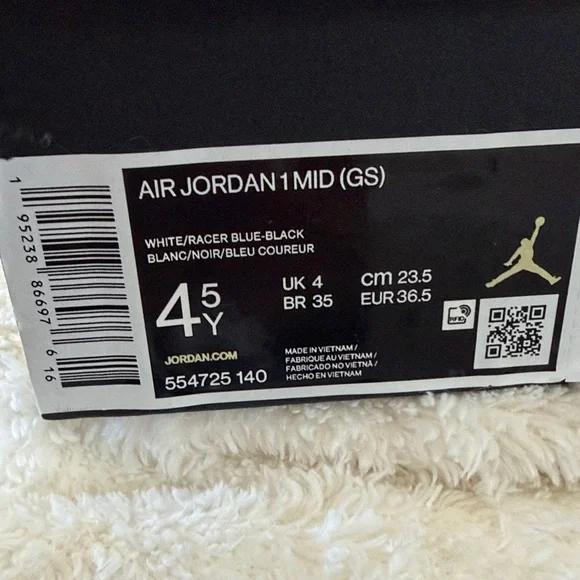 AIR JORDAN 1 MID (GS)
WHITE/RACER BLUE-BLACK
BLANC/NOIR/BLEU COUREUR
4 5Y
UK 4 cm 23.5
BR 35 EUR 36.5
JORDAN.COM
554725 140
MADE IN VIETNAM/
FABRIQUE AU VIETNAM/
FABRICADO NO VIETNÃ/
HECHO EN VIETNAM
RFID
1 95238 86697 6 16